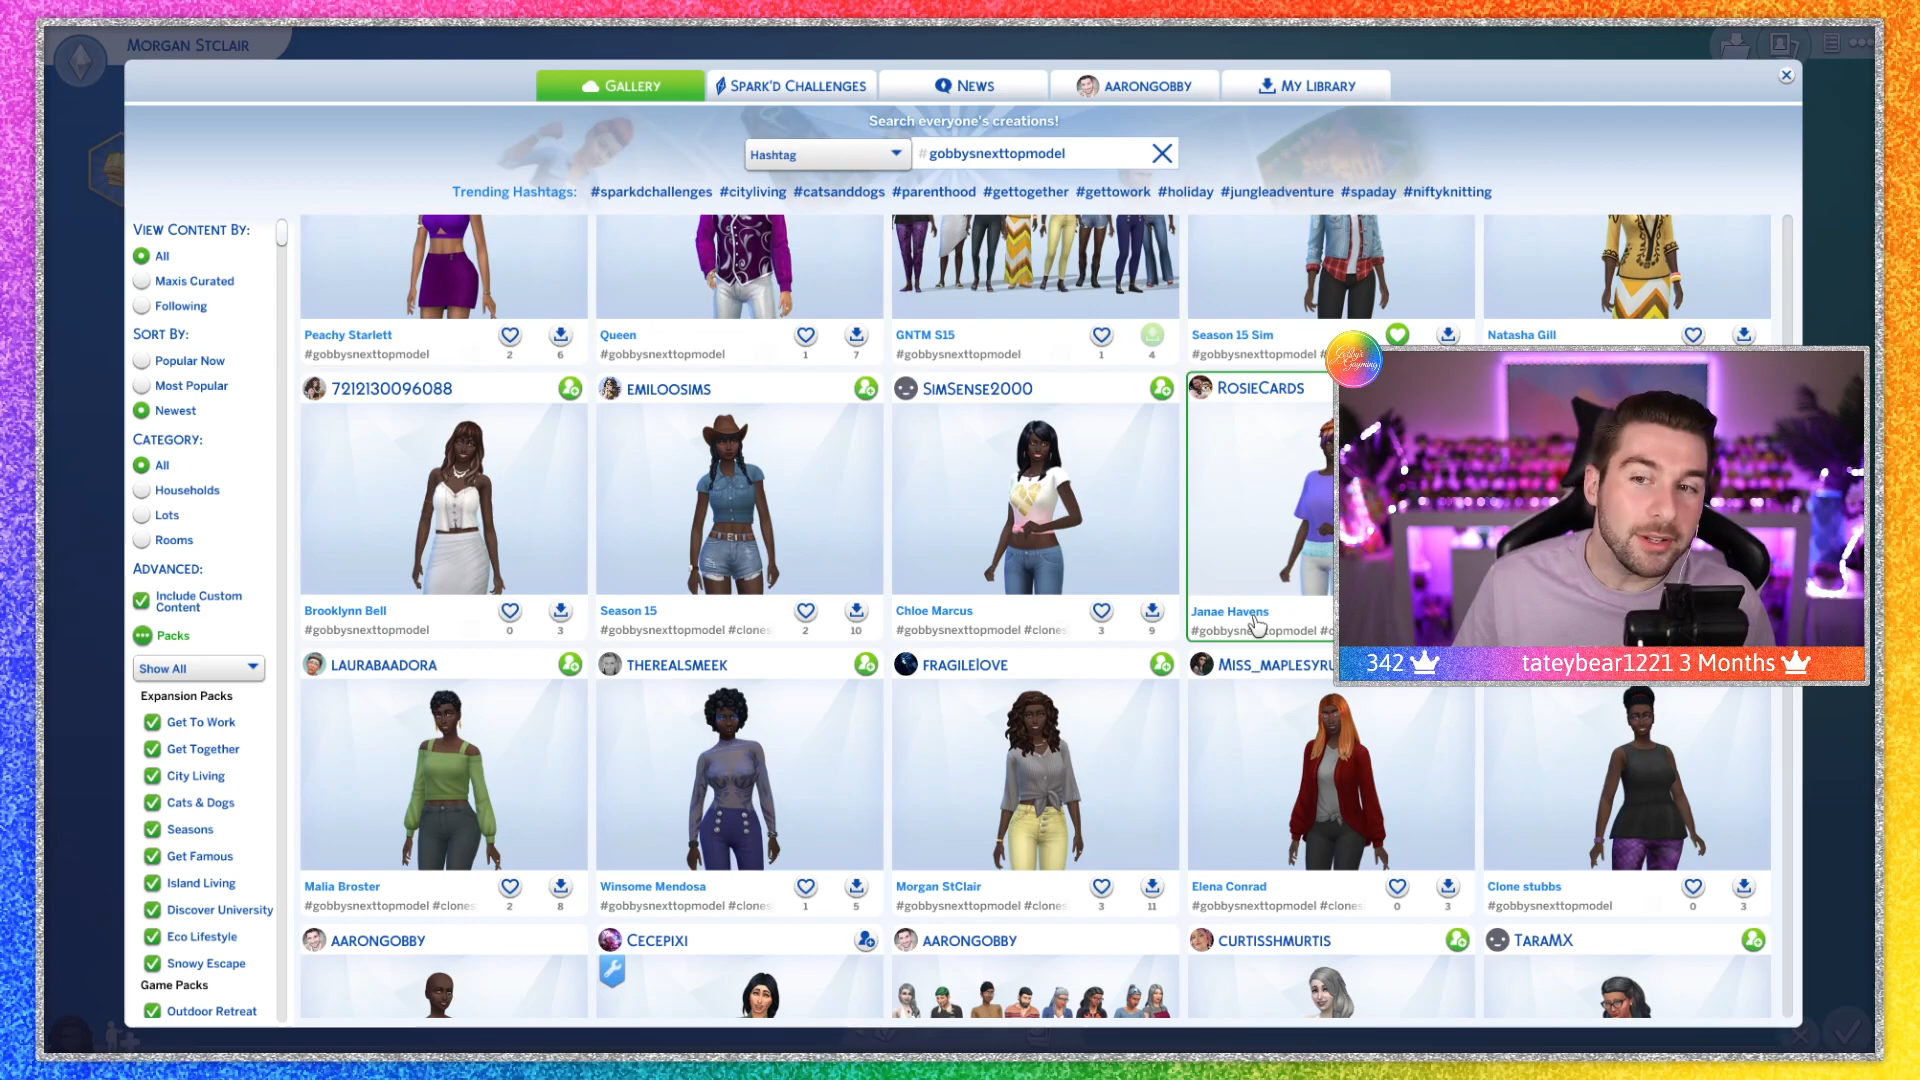 MORGAN STCLAIR
GALLERY
SPARK'D CHALLENGES
NEWS
AARONGOBBY
MY LIBRARY
Search everyone's creations!
Hashtag
# gobbysnexttopmodel
Trending Hashtags: #sparkdchallenges #cityliving #catsanddogs #parenthood #gettogether #gettowork #holiday #jungleadventure #spaday #niftyknitting
VIEW CONTENT BY:
All
Maxis Curated
Following
SORT BY:
Popular Now
Most Popular
Newest
CATEGORY:
All
Households
Lots
Rooms
ADVANCED:
Include Custom
Content
Packs
Show All
Expansion Packs
Get To Work
Get Together
City Living
Cats & Dogs
Seasons
Get Famous
Island Living
Discover University
Eco Lifestyle
Snowy Escape
Game Packs
Outdoor Retreat
Peachy Starlett
#gobbysnexttopmodel
2 6
Queen
#gobbysnexttopmodel
1 7
GNTM S15
#gobbysnexttopmodel
1 4
Season 15 Sim
#gobbysnexttopmodel #
Natasha Gill
7212130096088
Brooklynn Bell
#gobbysnexttopmodel
0 3
EMILOOSIMS
Season 15
#gobbysnexttopmodel #clones
2 10
SIMSENSE2000
Chloe Marcus
#gobbysnexttopmodel #clones
3 9
ROSIECARDS
Janae Havens
Gobby's Gayming
342
tateybear1221 3 Months
LAURABAADORA
Malia Broster
#gobbysnexttopmodel #clones
2 8
THEREALSMEEK
Winsome Mendosa
#gobbysnexttopmodel #clones
1 5
FRAGILELOVE
Morgan StClair
#gobbysnexttopmodel #clones
3 11
MISS_MAPLESYRU
Elena Conrad
#gobbysnexttopmodel #clones
0 3
Clone stubbs
#gobbysnexttopmodel
0 3
AARONGOBBY
CECEPIXI
AARONGOBBY
CURTISSHMURTIS
TARAMX